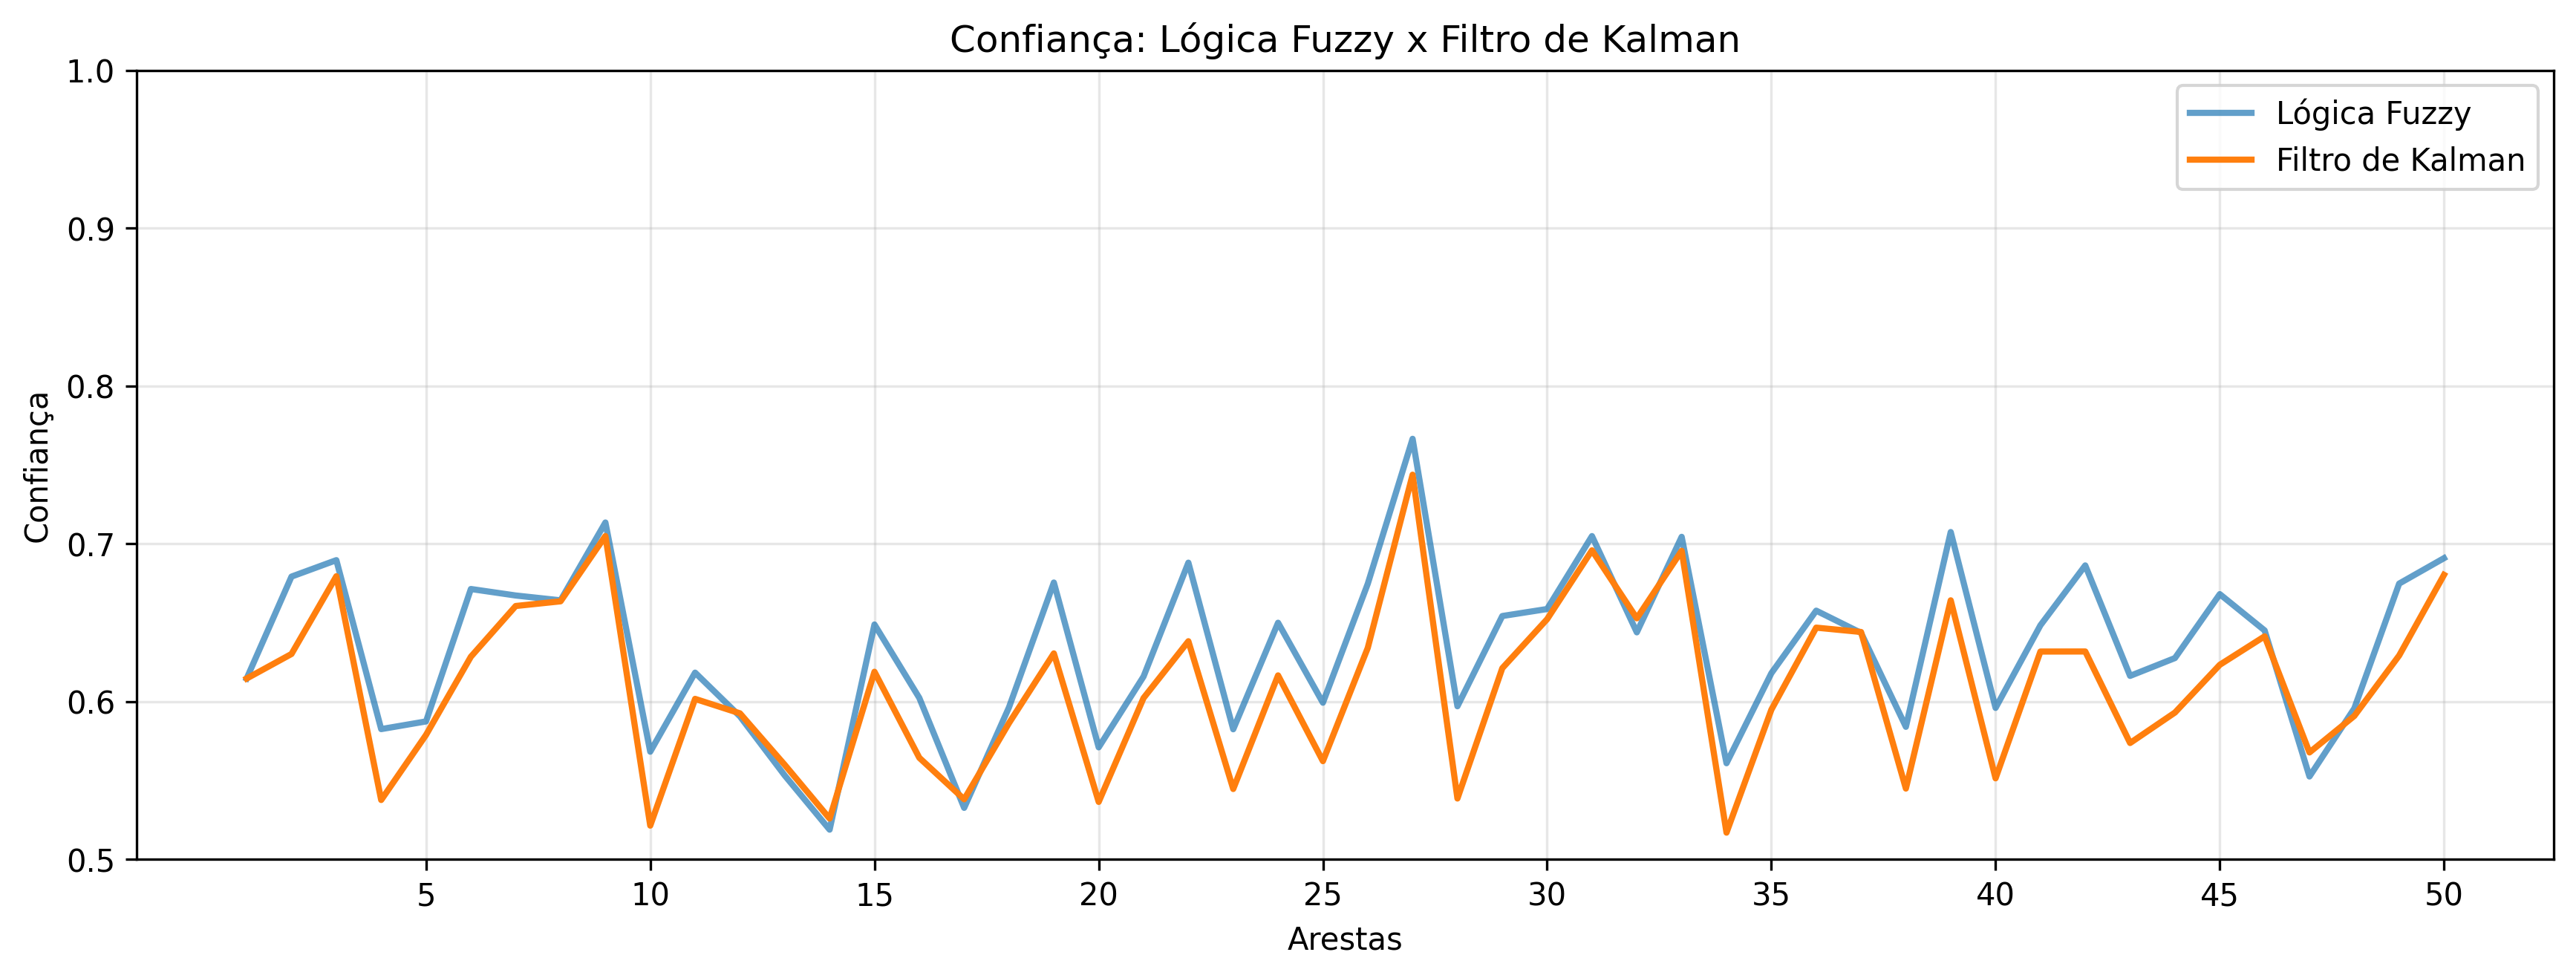 Confiança: Lógica Fuzzy x Filtro de Kalman
1.0
0.9
0.8
0.7
0.6
0.5
Confiança
Lógica Fuzzy
Filtro de Kalman
5 10 15 20 25 30 35 40 45 50
Arestas